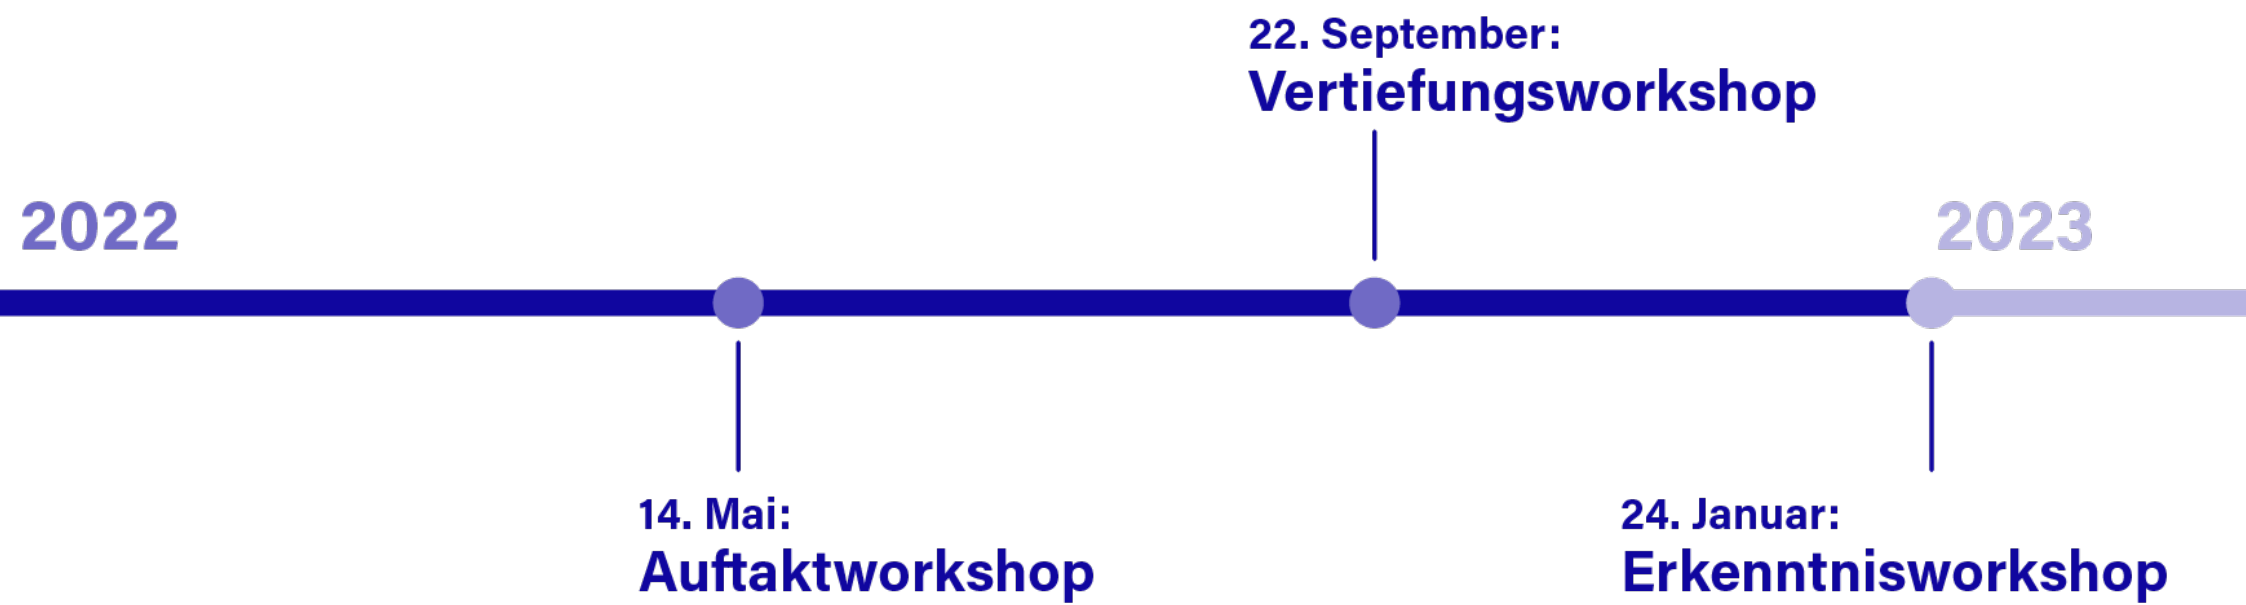 22. September:
Vertiefungsworkshop
2022
2023
14. Mai:
Auftaktworkshop
24. Januar:
Erkenntnisworkshop